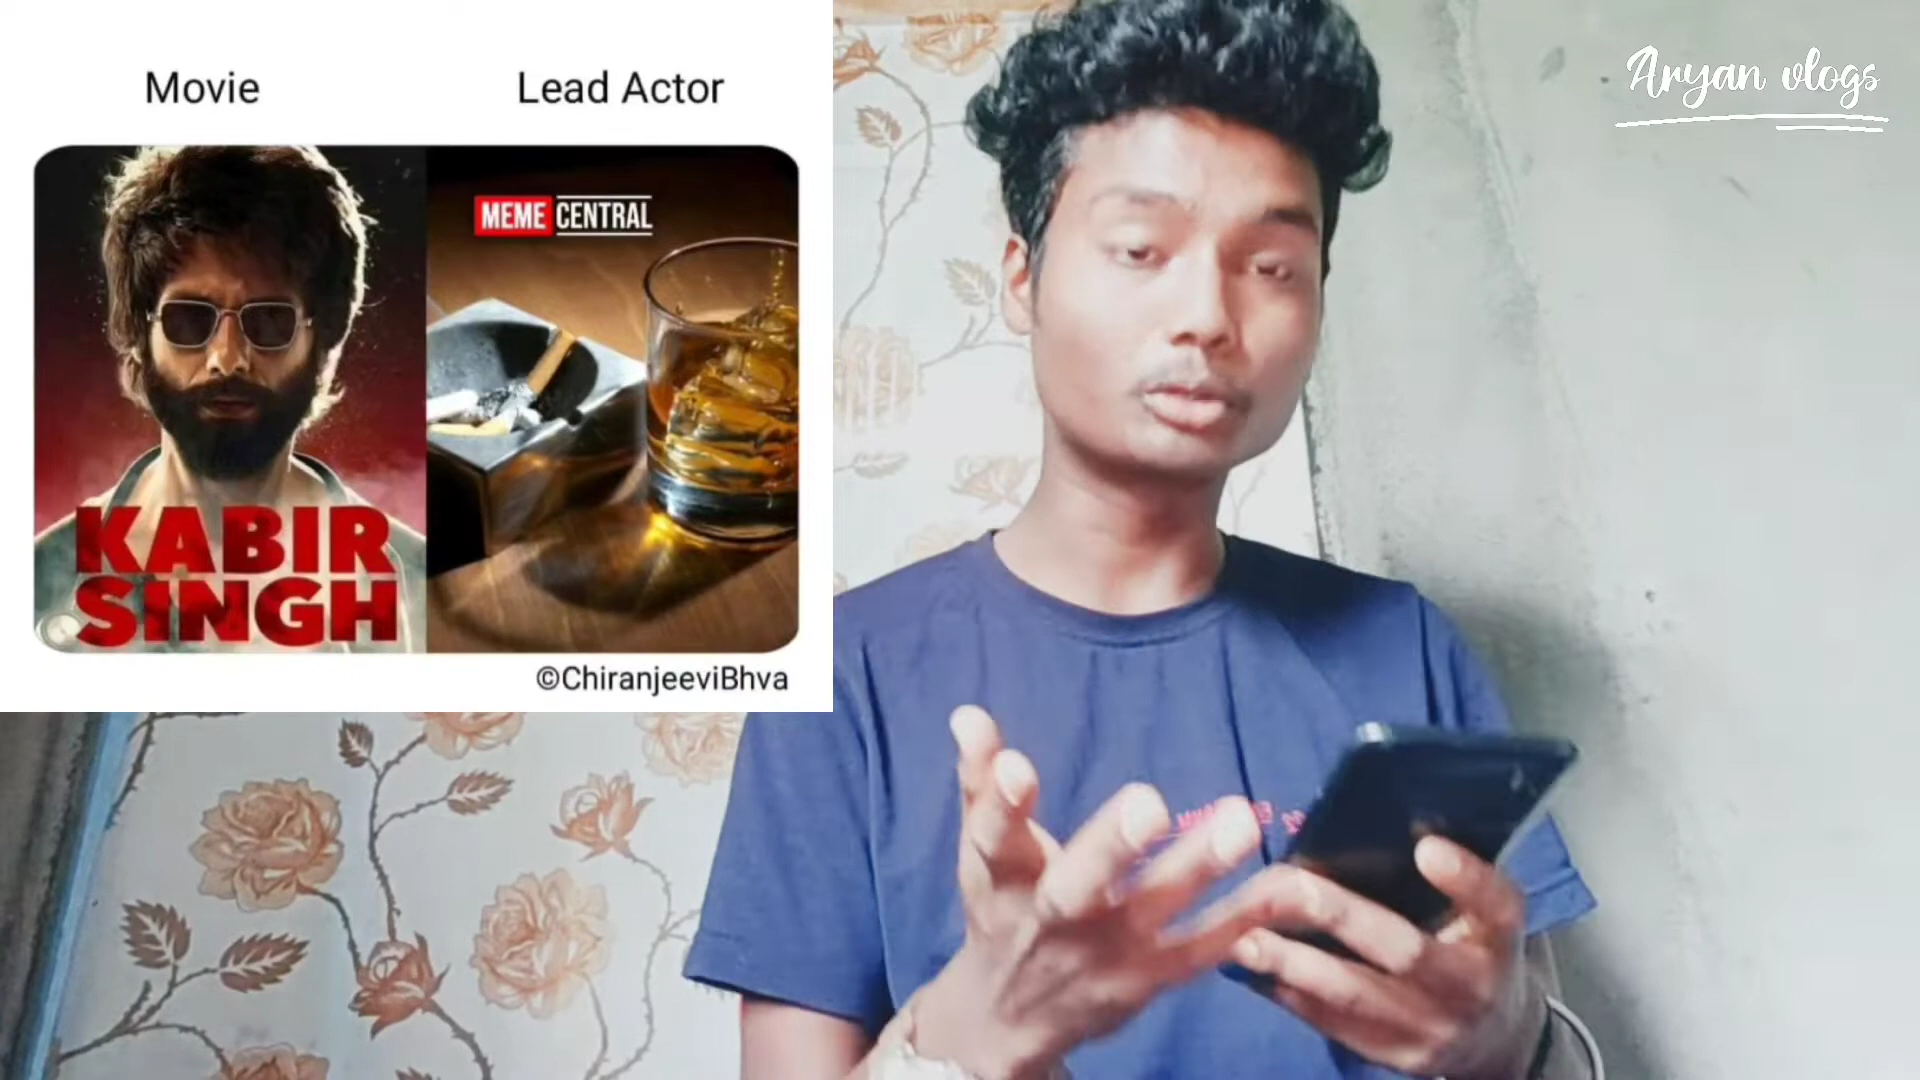 Movie
Lead Actor
Aryan vlogs
MEME CENTRAL
KABIR
SINGH
©ChiranjeeviBhva